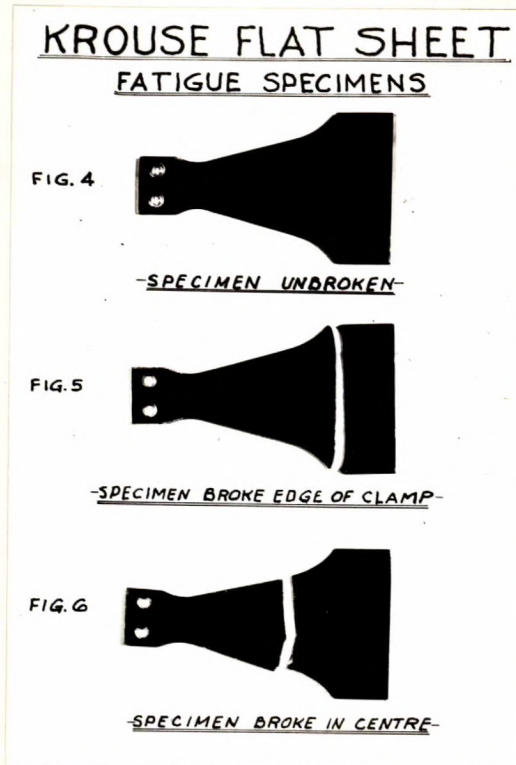 KROUSE FLAT SHEET
FATIGUE SPECIMENS
FIG. 4
-SPECIMEN UNBROKEN-
FIG. 5
-SPECIMEN BROKE EDGE OF CLAMP-
FIG. 6
-SPECIMEN BROKE IN CENTRE-